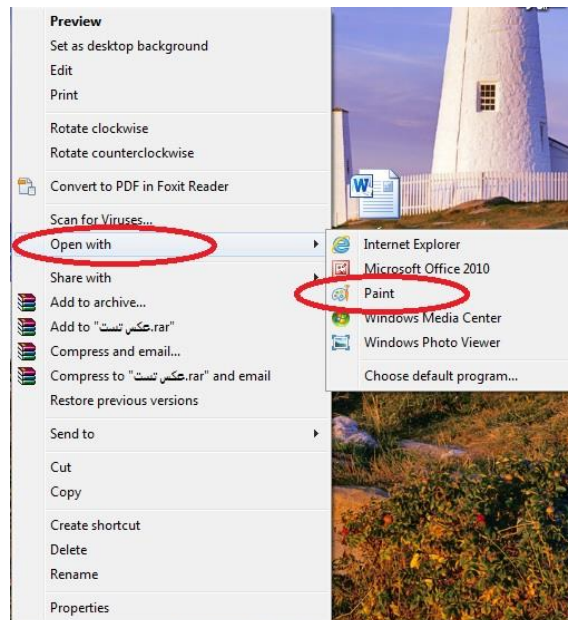 Preview
Set as desktop background
Edit
Print
Rotate clockwise
Rotate counterclockwise
Convert to PDF in Foxit Reader
Scan for Viruses...
Open with
Share with
Add to archive...
Add to "عكس تست.rar"
Compress and email...
Compress to "عكس تست.rar" and email
Restore previous versions
Send to
Cut
Copy
Create shortcut
Delete
Rename
Properties
Internet Explorer
Microsoft Office 2010
Paint
Windows Media Center
Windows Photo Viewer
Choose default program...
W